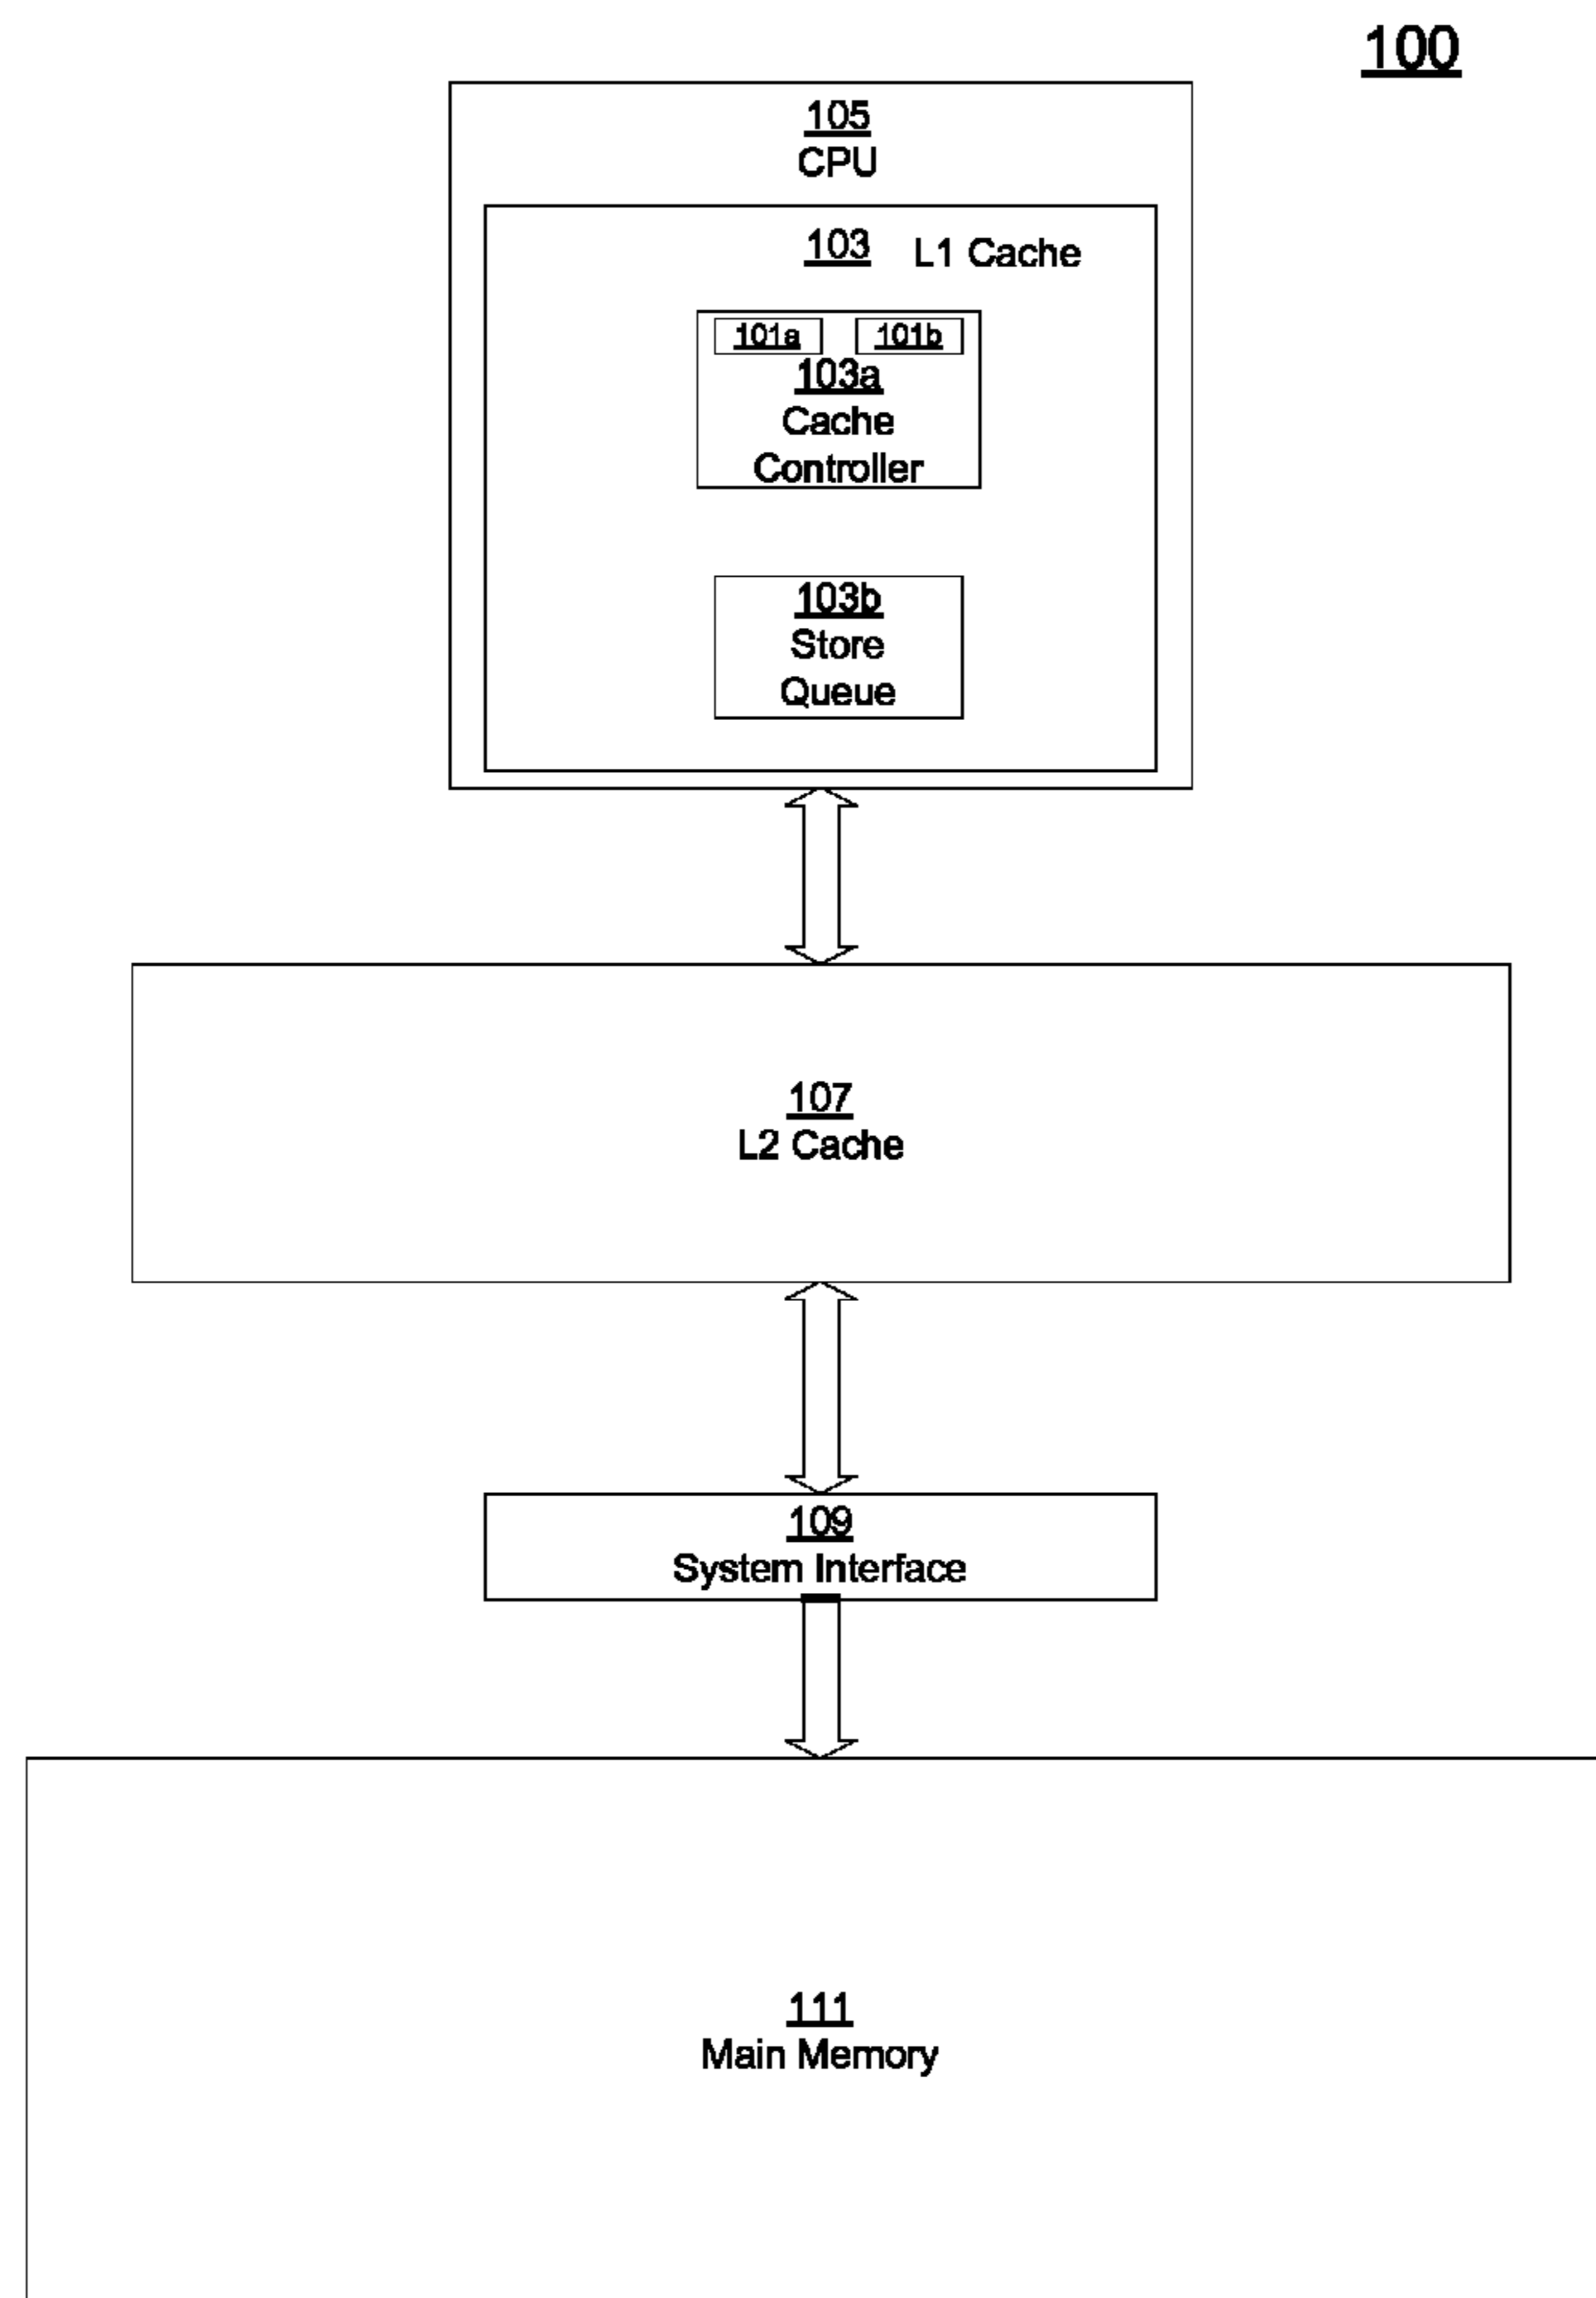 100
105
CPU
103 L1 Cache
101a 101b
103a
Cache
Controller
103b
Store
Queue
107
L2 Cache
109
System Interface
111
Main Memory